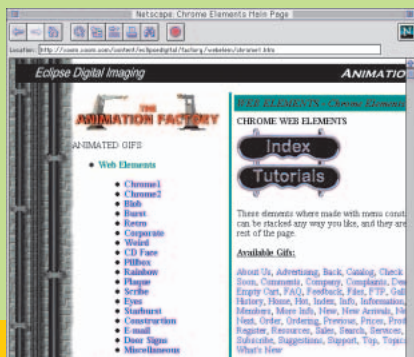 Netscape: Chrome Elements Main Page
Location:
Eclipse Digital Imaging
ANIMATIO
THE
ANIMATION FACTORY
ANIMATED GIFS
Web Elements
Chrome1
Chrome2
Blob
Burst
Retro
Corporate
Weird
CD Fare
Pillbox
Rainbow
Plaque
Scribe
Eyes
Starburst
Construction
E-mail
Door Signs
Miscellaneous
WEB ELEMENTS - Chrome Elements
CHROME WEB ELEMENTS
Index
Tutorials
These elements where made with menu const
can be stacked any way you like, and they are
rest of the page.
Available Gifs:
About Us, Advertising, Back, Catalog, Check
Soon, Comments, Company, Complaints, Des
Empty Cart, FAQ, Feedback, Files, FTP, Gall
History, Home, Hot, Index, Info, Information,
Members, More Info, New, New Arrivals, Ne
Next, Order, Ordering, Previous, Prices, Prod
Register, Resources, Sales, Search, Services,
Subscribe, Suggestions, Support, Top, Topics
What's New